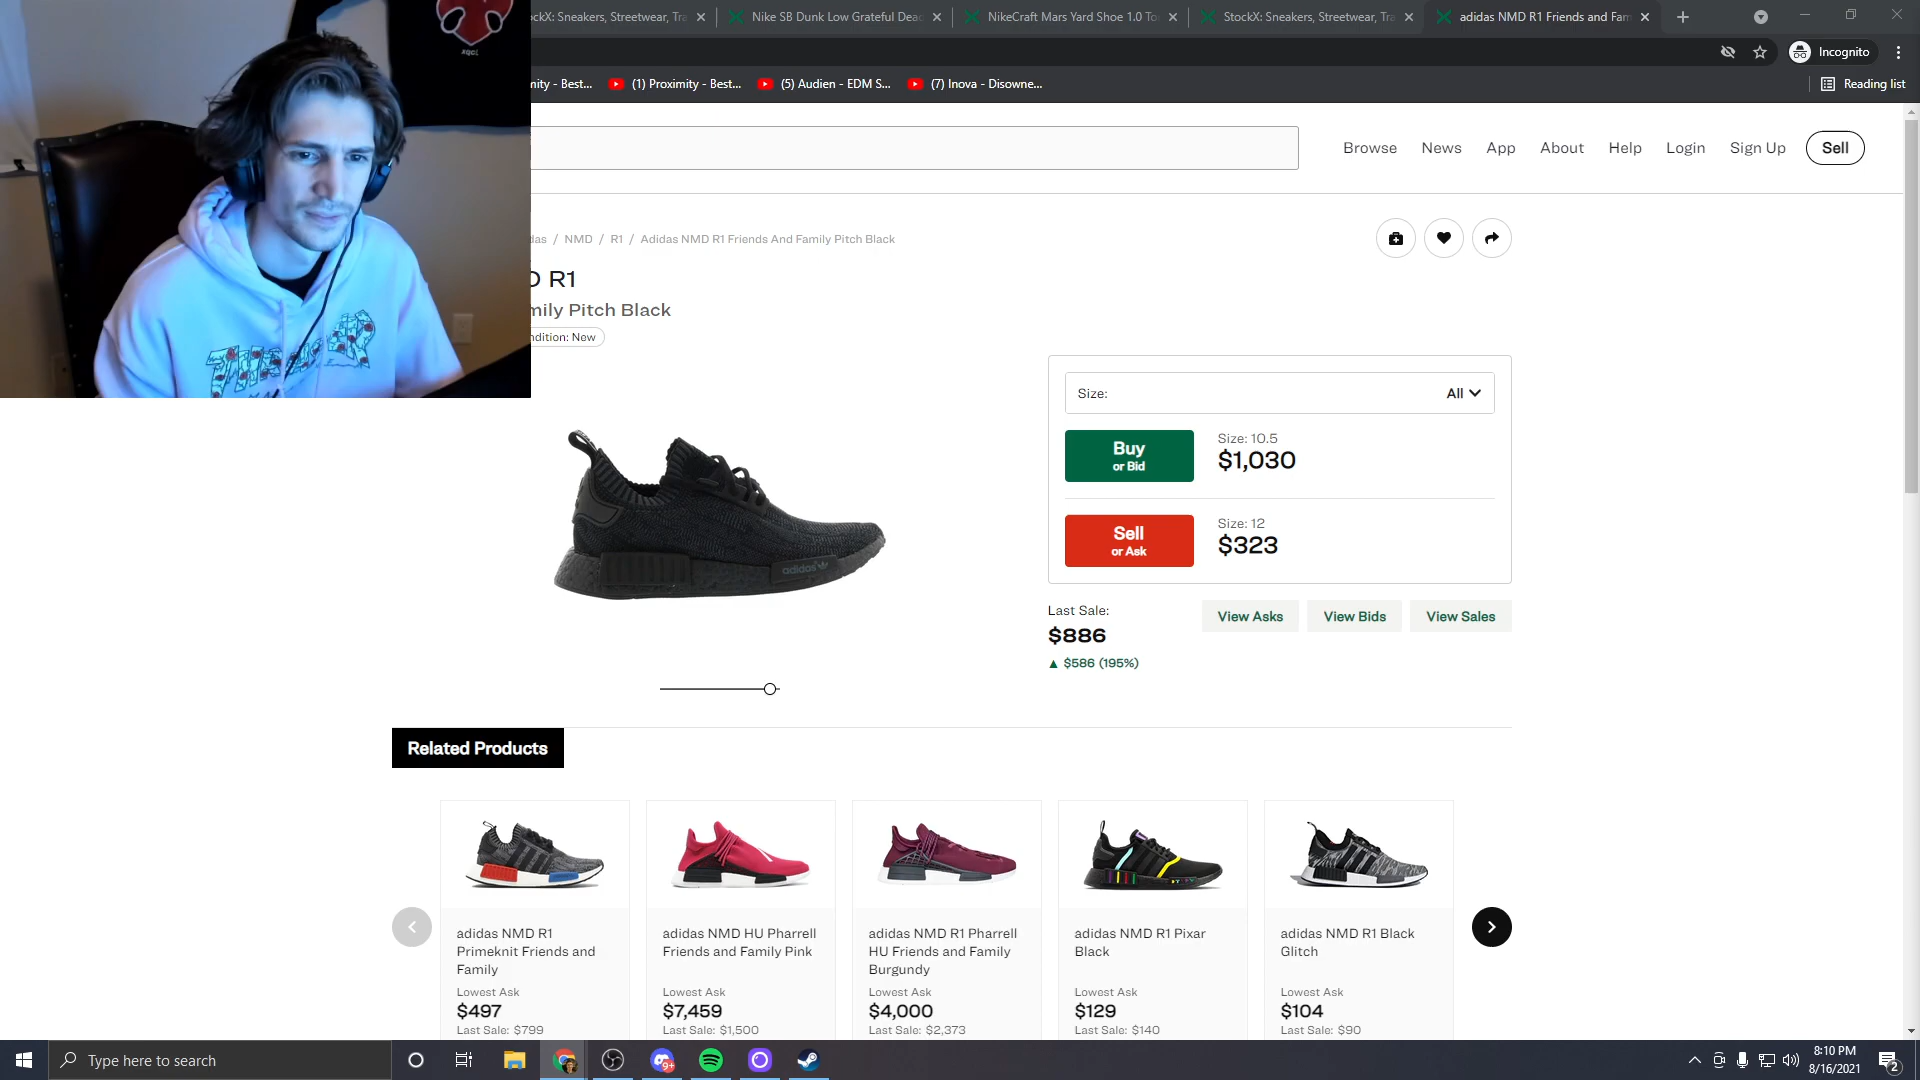 ockX: Sneakers, Streetwear, Tra
Nike SB Dunk Low Grateful Dead
NikeCraft Mars Yard Shoe 1.0 To
StockX: Sneakers, Streetwear, Tra
adidas NMD R1 Friends and Fam
Incognito
mity - Best...
(1) Proximity - Best...
(5) Audien - EDM S...
(7) Inova - Disowne...
Reading list
Browse
News
App
About
Help
Login
Sign Up
Sell
das / NMD / R1 / Adidas NMD R1 Friends And Family Pitch Black
D R1
mily Pitch Black
ndition: New
Size:
All
Buy
or Bid
Size: 10.5
$1,030
Sell
or Ask
Size: 12
$323
Last Sale:
$886
▲ $586 (195%)
View Asks
View Bids
View Sales
adidas
Related Products
adidas NMD R1
Primeknit Friends and
Family
Lowest Ask
$497
Last Sale: $799
adidas NMD HU Pharrell
Friends and Family Pink
Lowest Ask
$7,459
Last Sale: $1,500
adidas NMD R1 Pharrell
HU Friends and Family
Burgundy
Lowest Ask
$4,000
Last Sale: $2,373
adidas NMD R1 Pixar
Black
Lowest Ask
$129
Last Sale: $140
adidas NMD R1 Black
Glitch
Lowest Ask
$104
Last Sale: $90
Type here to search
9+
8:10 PM
8/16/2021
2